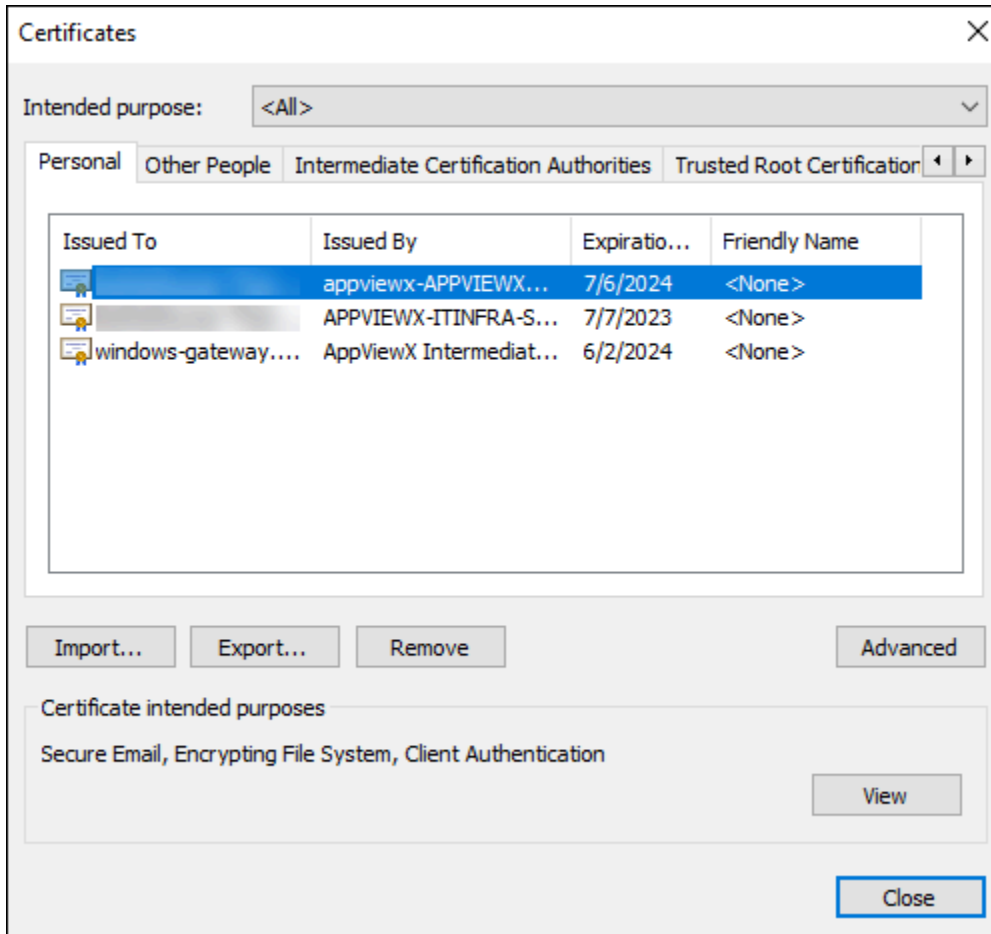 Certificates
Intended purpose: <All>
Personal Other People Intermediate Certification Authorities Trusted Root Certification
Issued To Issued By Expiratio... Friendly Name
appviewx-APPVIEWX... 7/6/2024 <None>
APPVIEWX-ITINFRA-S... 7/7/2023 <None>
windows-gateway.... AppViewX Intermediat... 6/2/2024 <None>
Import... Export... Remove Advanced
Certificate intended purposes
Secure Email, Encrypting File System, Client Authentication
View
Close